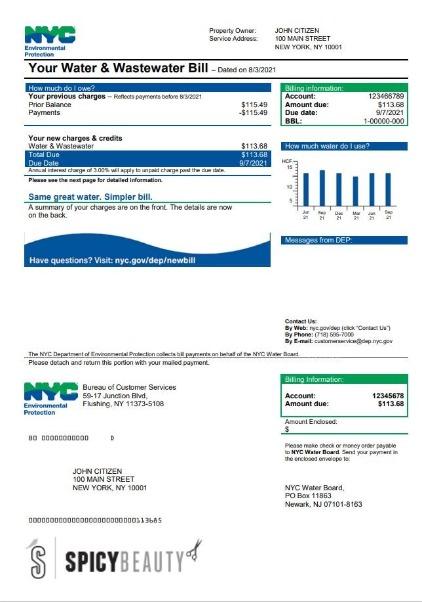 NYC
Environmental
Protection
Property Owner: JOHN CITIZEN
Service Address: 100 MAIN STREET
NEW YORK, NY 10001
Your Water & Wastewater Bill – Dated on 8/3/2021
How much do I owe?
Your previous charges – Reflects payments before 8/3/2021
Prior Balance $115.49
Payments -$115.49
Your new charges & credits
Water & Wastewater $113.68
Total Due $113.68
Due Date 9/7/2021
Annual interest charge of 3.00% will apply to unpaid charge past the due date.
Please see the next page for detailed information.
Same great water. Simpler bill.
A summary of your charges are on the front. The details are now
on the back.
Have questions? Visit: nyc.gov/dep/newbill
Billing information:
Account: 123466789
Amount due: $113.68
Due date: 9/7/2021
BBL: 1-00000-000
How much water do I use?
HCF
15
10
5
Jun Sep Dec Mar Jun Sep
21 21 21 21 21 21
Messages from DEP:
Contact Us:
By Web: nyc.gov/dep (click "Contact Us")
By Phone: (718) 595-7000
By E-mail: customerservice@dep.nyc.gov
The NYC Department of Environmental Protection collects bill payments on behalf of the NYC Water Board.
Please detach and return this portion with your mailed payment.
NYC
Environmental
Protection
Bureau of Customer Services
59-17 Junction Blvd,
Flushing, NY 11373-5108
Billing Information:
Account: 12345678
Amount due: $113.68
Amount Enclosed:
$
Please make check or money order payable
to NYC Water Board. Send your payment in
the enclosed envelope to:
NYC Water Board,
PO Box 11863
Newark, NJ 07101-8163
JOHN CITIZEN
100 MAIN STREET
NEW YORK, NY 10001
SPICYBEAUTY